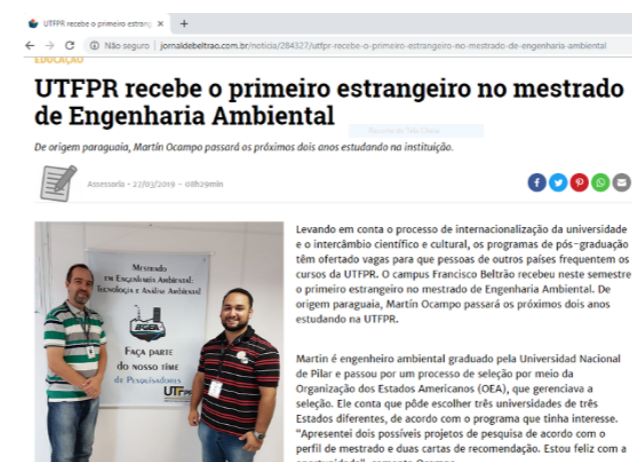 UTFPR recebe o primeiro estrang
Não seguro | jornaldebeltrao.com.br/noticia/284327/utfpr-recebe-o-primeiro-estrangeiro-no-mestrado-de-engenharia-ambiental
EDUCAÇÃO
UTFPR recebe o primeiro estrangeiro no mestrado
de Engenharia Ambiental
De origem paraguaia, Martín Ocampo passará os próximos dois anos estudando na instituição.
Assessoria - 27/03/2019 - 08h29min
Levando em conta o processo de internacionalização da universidade
e o intercâmbio científico e cultural, os programas de pós-graduação
têm ofertado vagas para que pessoas de outros países frequentem os
cursos da UTFPR. O campus Francisco Beltrão recebeu neste semestre
o primeiro estrangeiro no mestrado de Engenharia Ambiental. De
origem paraguaia, Martín Ocampo passará os próximos dois anos
estudando na UTFPR.
Martin é engenheiro ambiental graduado pela Universidad Nacional
de Pilar e passou por um processo de seleção por meio da
Organização dos Estados Americanos (OEA), que gerenciava a
seleção. Ele conta que pôde escolher três universidades de três
Estados diferentes, de acordo com o programa que tinha interesse.
"Apresentei dois possíveis projetos de pesquisa de acordo com o
perfil de mestrado e duas cartas de recomendação. Estou feliz com a
Mestrado
em Engenharia Ambiental:
Tecnologia e Análise Ambiental
Faça parte
do nosso time
de Pesquisadores
UTFPR